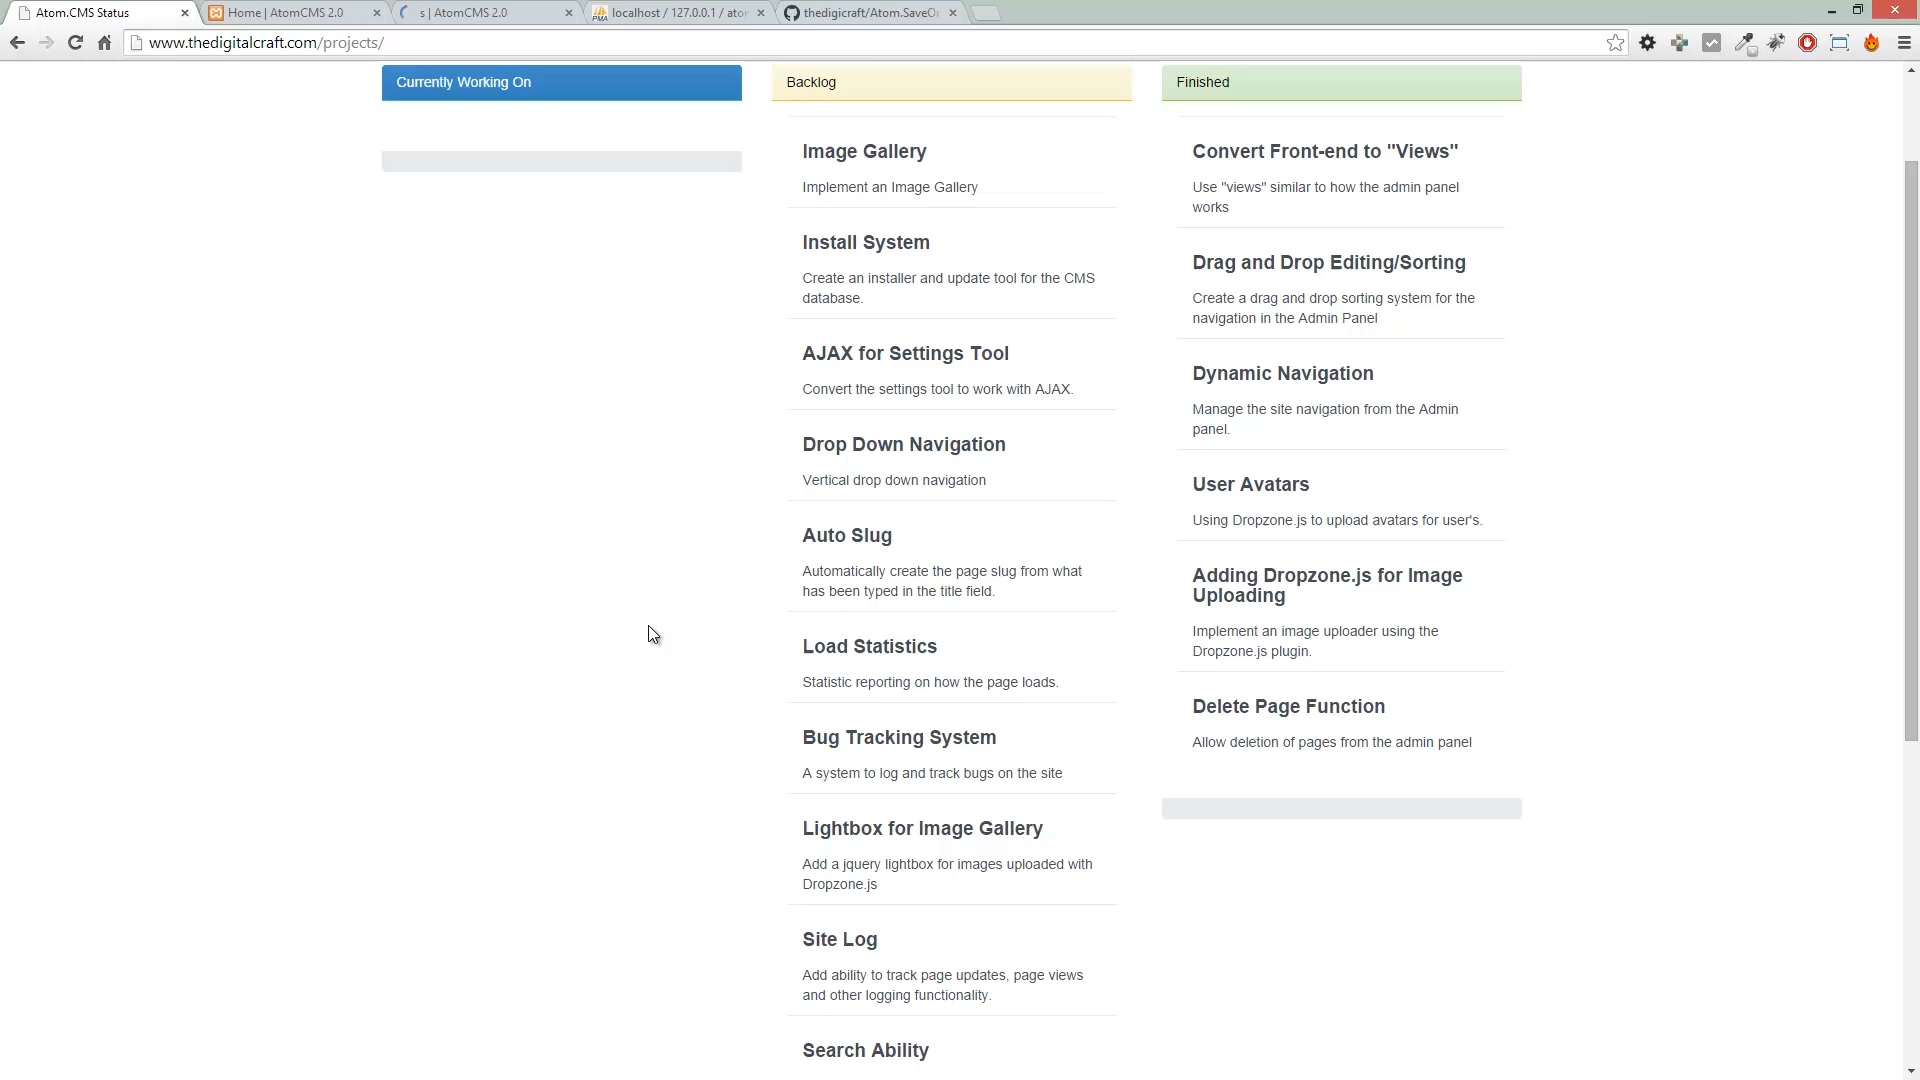 Atom.CMS Status
Home | AtomCMS 2.0
s | AtomCMS 2.0
localhost / 127.0.0.1 / ator
thedigicraft/Atom.SaveOr
www.thedigitalcraft.com/projects/
Currently Working On
Backlog
Image Gallery
Implement an Image Gallery
Install System
Create an installer and update tool for the CMS
database.
AJAX for Settings Tool
Convert the settings tool to work with AJAX.
Drop Down Navigation
Vertical drop down navigation
Auto Slug
Automatically create the page slug from what
has been typed in the title field.
Load Statistics
Statistic reporting on how the page loads.
Bug Tracking System
A system to log and track bugs on the site
Lightbox for Image Gallery
Add a jquery lightbox for images uploaded with
Dropzone.js
Site Log
Add ability to track page updates, page views
and other logging functionality.
Search Ability
Finished
Convert Front-end to "Views"
Use "views" similar to how the admin panel
works
Drag and Drop Editing/Sorting
Create a drag and drop sorting system for the
navigation in the Admin Panel
Dynamic Navigation
Manage the site navigation from the Admin
panel.
User Avatars
Using Dropzone.js to upload avatars for user's.
Adding Dropzone.js for Image
Uploading
Implement an image uploader using the
Dropzone.js plugin.
Delete Page Function
Allow deletion of pages from the admin panel